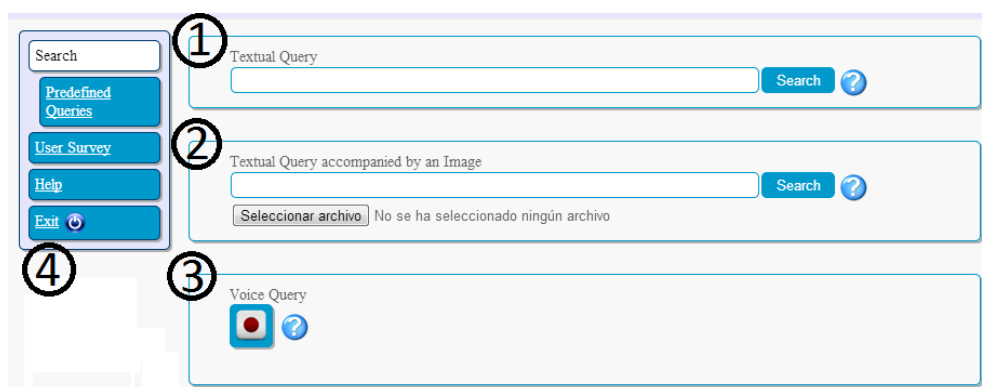 Search
Predefined
Queries
User Survey
Help
Exit
4
1
Textual Query
Search ?
2
Textual Query accompanied by an Image
Search ?
Seleccionar archivo No se ha seleccionado ningún archivo
3
Voice Query
?